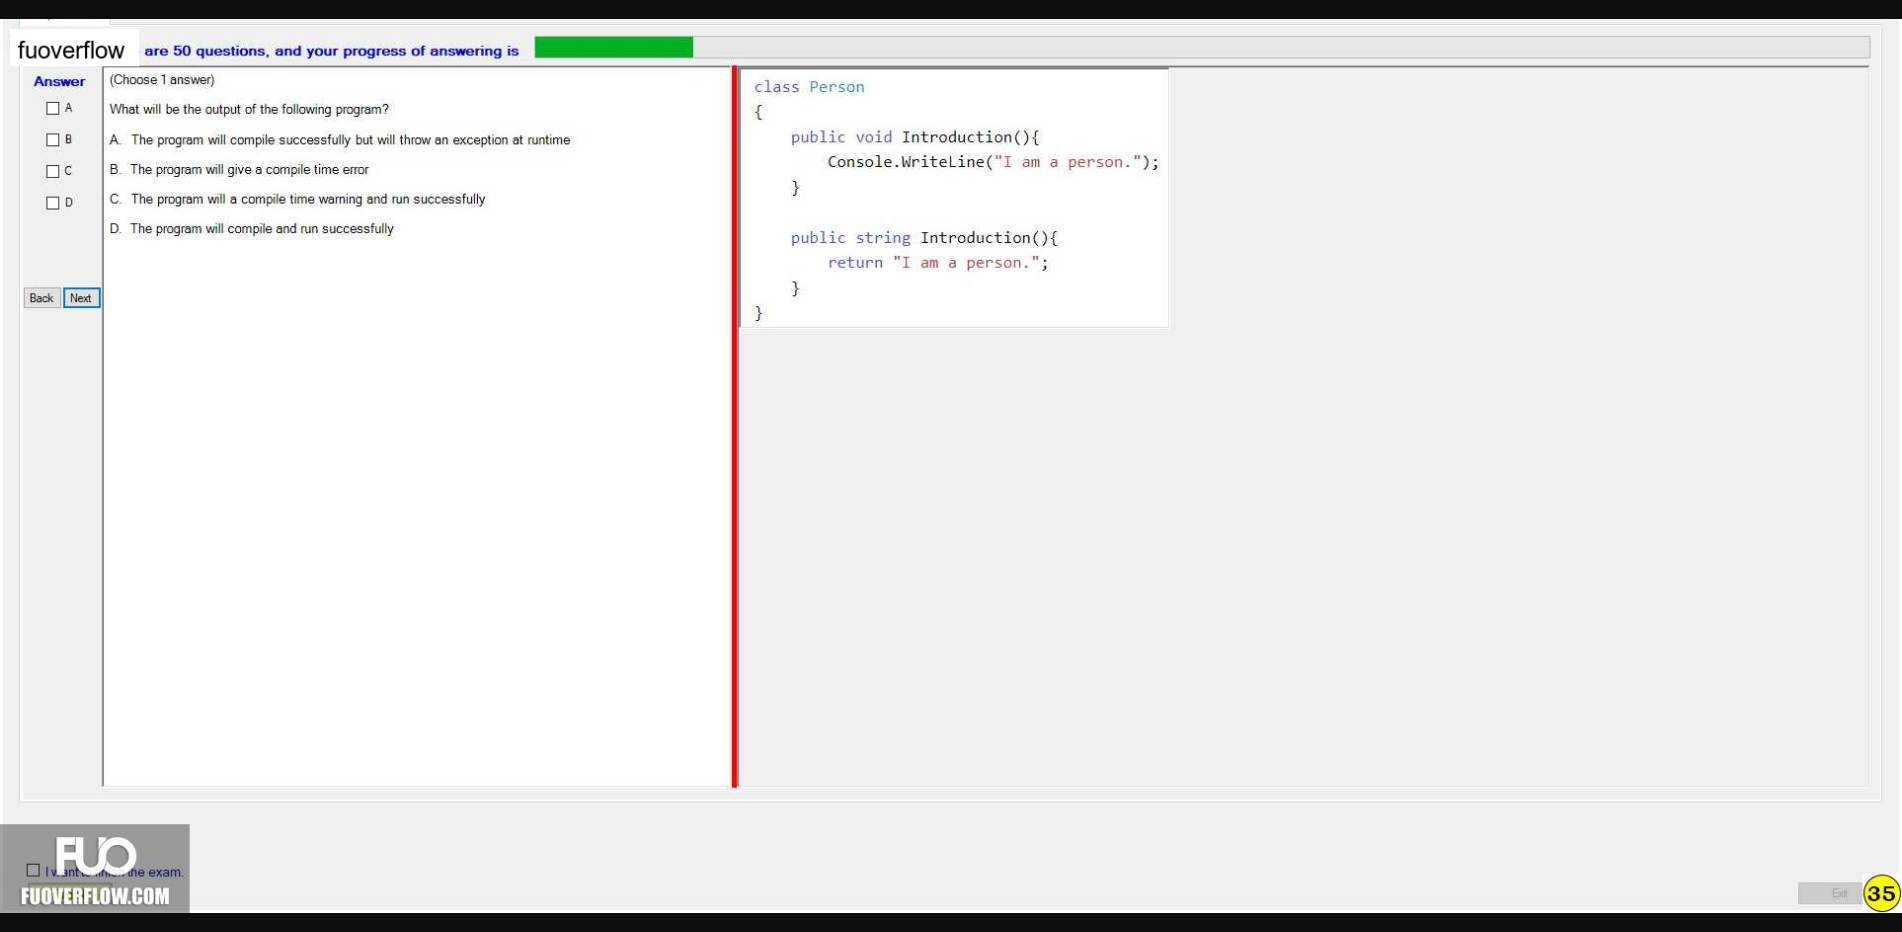 fuoverflow are 50 questions, and your progress of answering is
Answer
A
B
C
D
Back Next
(Choose 1 answer)
What will be the output of the following program?
A. The program will compile successfully but will throw an exception at runtime
B. The program will give a compile time error
C. The program will a compile time warning and run successfully
D. The program will compile and run successfully
class Person
{
public void Introduction(){
Console.WriteLine("I am a person.");
}
public string Introduction(){
return "I am a person.";
}
}
FUO
the exam.
FUOVERFLOW.COM
Exit
35